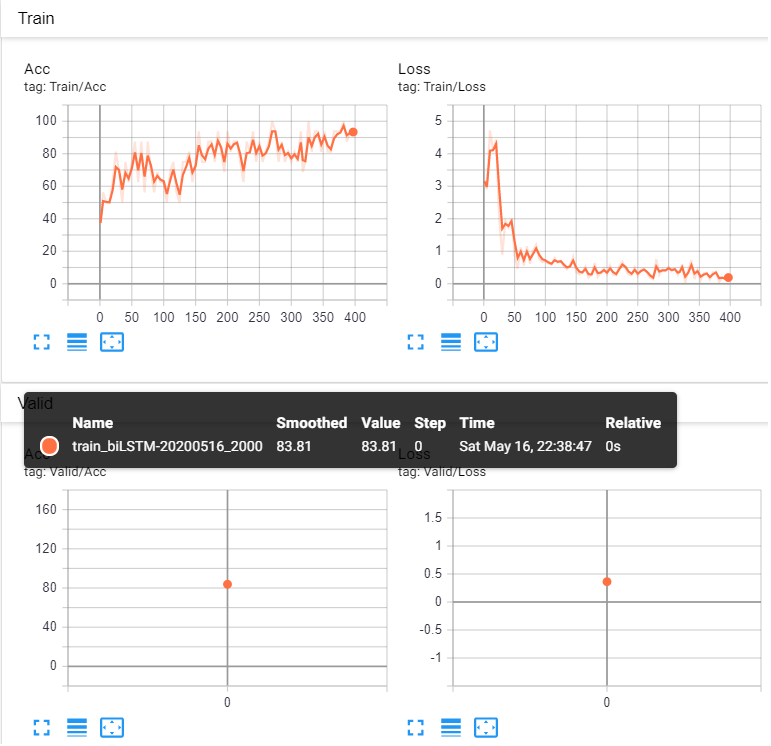 Train
Acc
tag: Train/Acc
100
80
60
40
20
0
0 50 100 150 200 250 300 350 400
Loss
tag: Train/Loss
5
4
3
2
1
0
0 50 100 150 200 250 300 350 400
Valid
Name Smoothed Value Step Time Relative
train_biLSTM-20200516_2000 83.81 83.81 0 Sat May 16, 22:38:47 0s
Acc
tag: Valid/Acc
160
120
80
40
0
0
Loss
tag: Valid/Loss
1.5
1
0.5
0
-0.5
-1
0